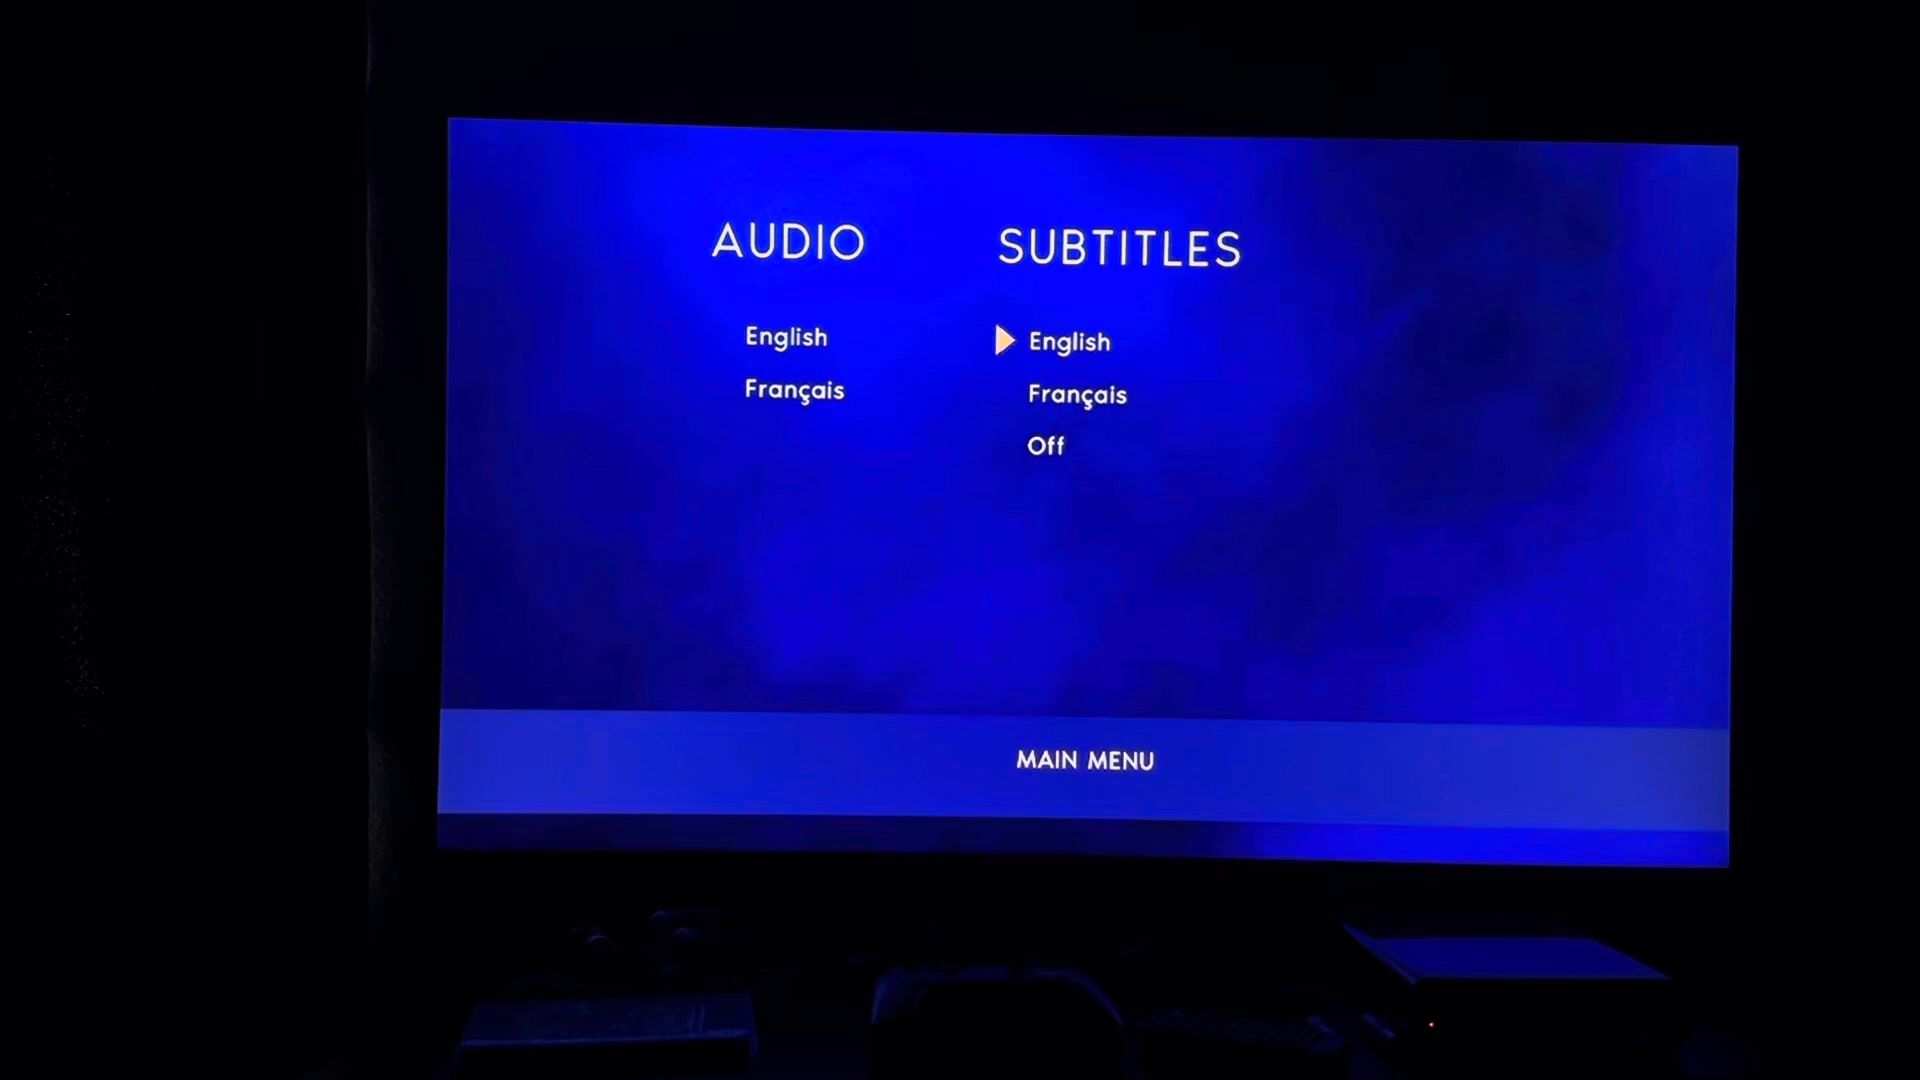 AUDIO
English
Français
SUBTITLES
English
Français
Off
MAIN MENU